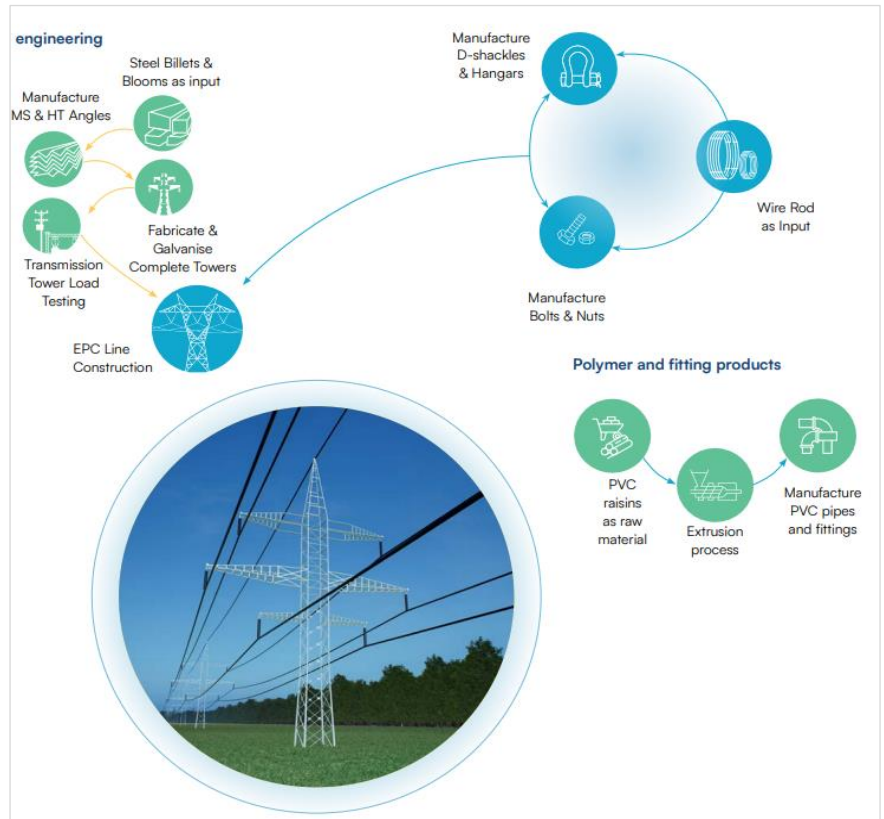 engineering
Steel Billets &
Blooms as input
Manufacture
MS & HT Angles
Fabricate &
Galvanise
Complete Towers
Transmission
Tower Load
Testing
EPC Line
Construction
Manufacture
D-shackles
& Hangars
Wire Rod
as Input
Manufacture
Bolts & Nuts
Polymer and fitting products
PVC
raisins
as raw
material
Extrusion
process
Manufacture
PVC pipes
and fittings